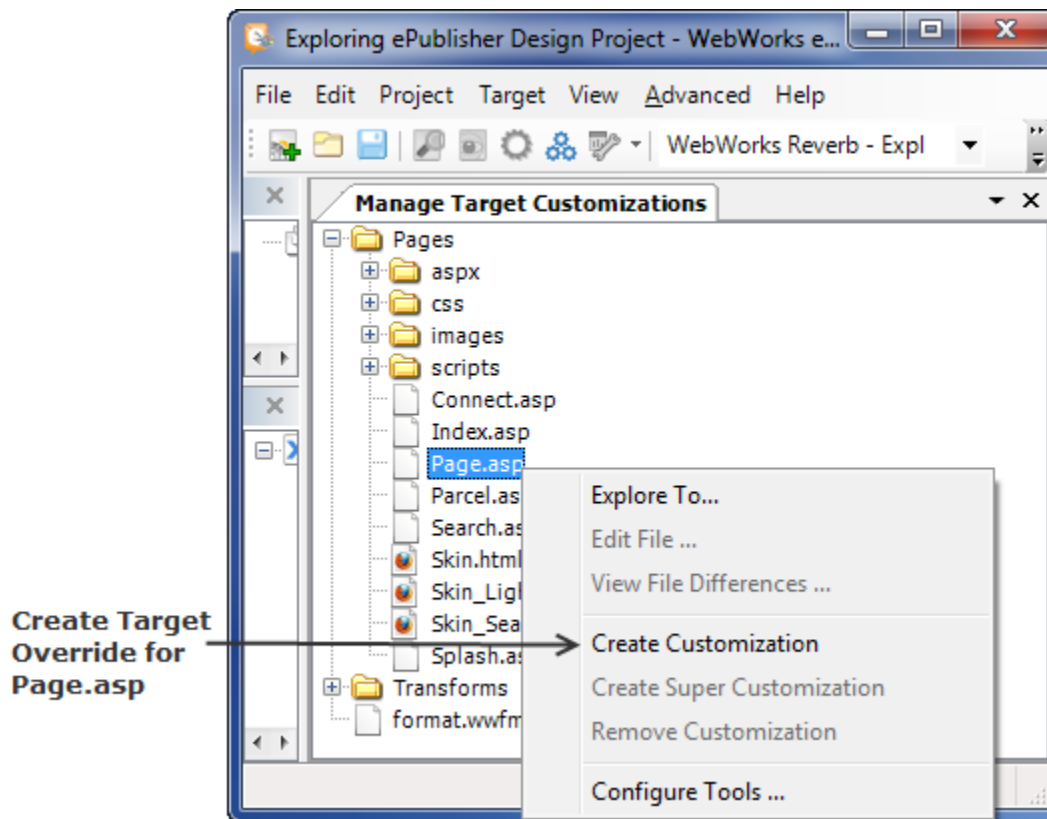 Exploring ePublisher Design Project - WebWorks e...
File Edit Project Target View Advanced Help
WebWorks Reverb - Expl
Manage Target Customizations
Pages
aspx
css
images
scripts
Connect.asp
Index.asp
Page.asp
Parcel.as
Search.as
Skin.html
Skin_Ligh
Skin_Sea
Splash.as
Transforms
format.wwfm
Explore To...
Edit File ...
View File Differences ...
Create Customization
Create Super Customization
Remove Customization
Configure Tools ...
Create Target
Override for
Page.asp